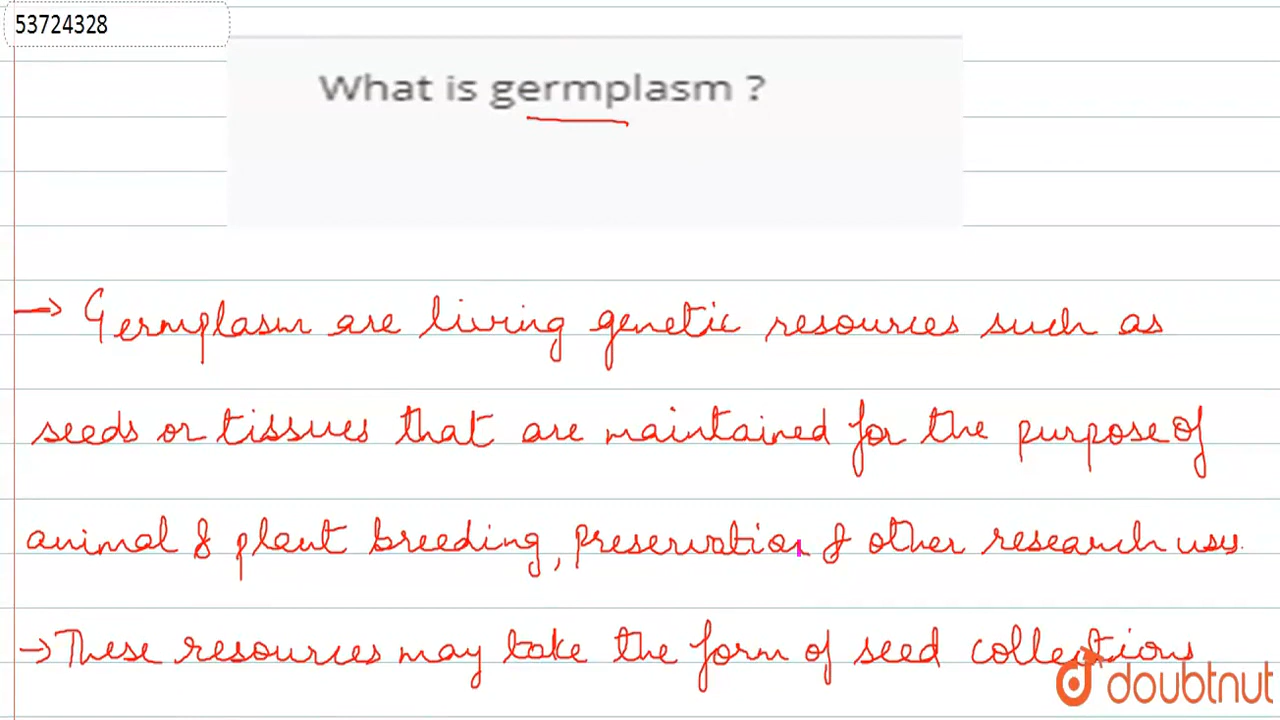 53724328
What is germplasm ?
→ Germplasm are living genetic resources such as
seeds or tissues that are maintained for the purpose of
animal & plant breeding, preservation & other research uses.
→ These resources may take the form of seed collections
doubtnut